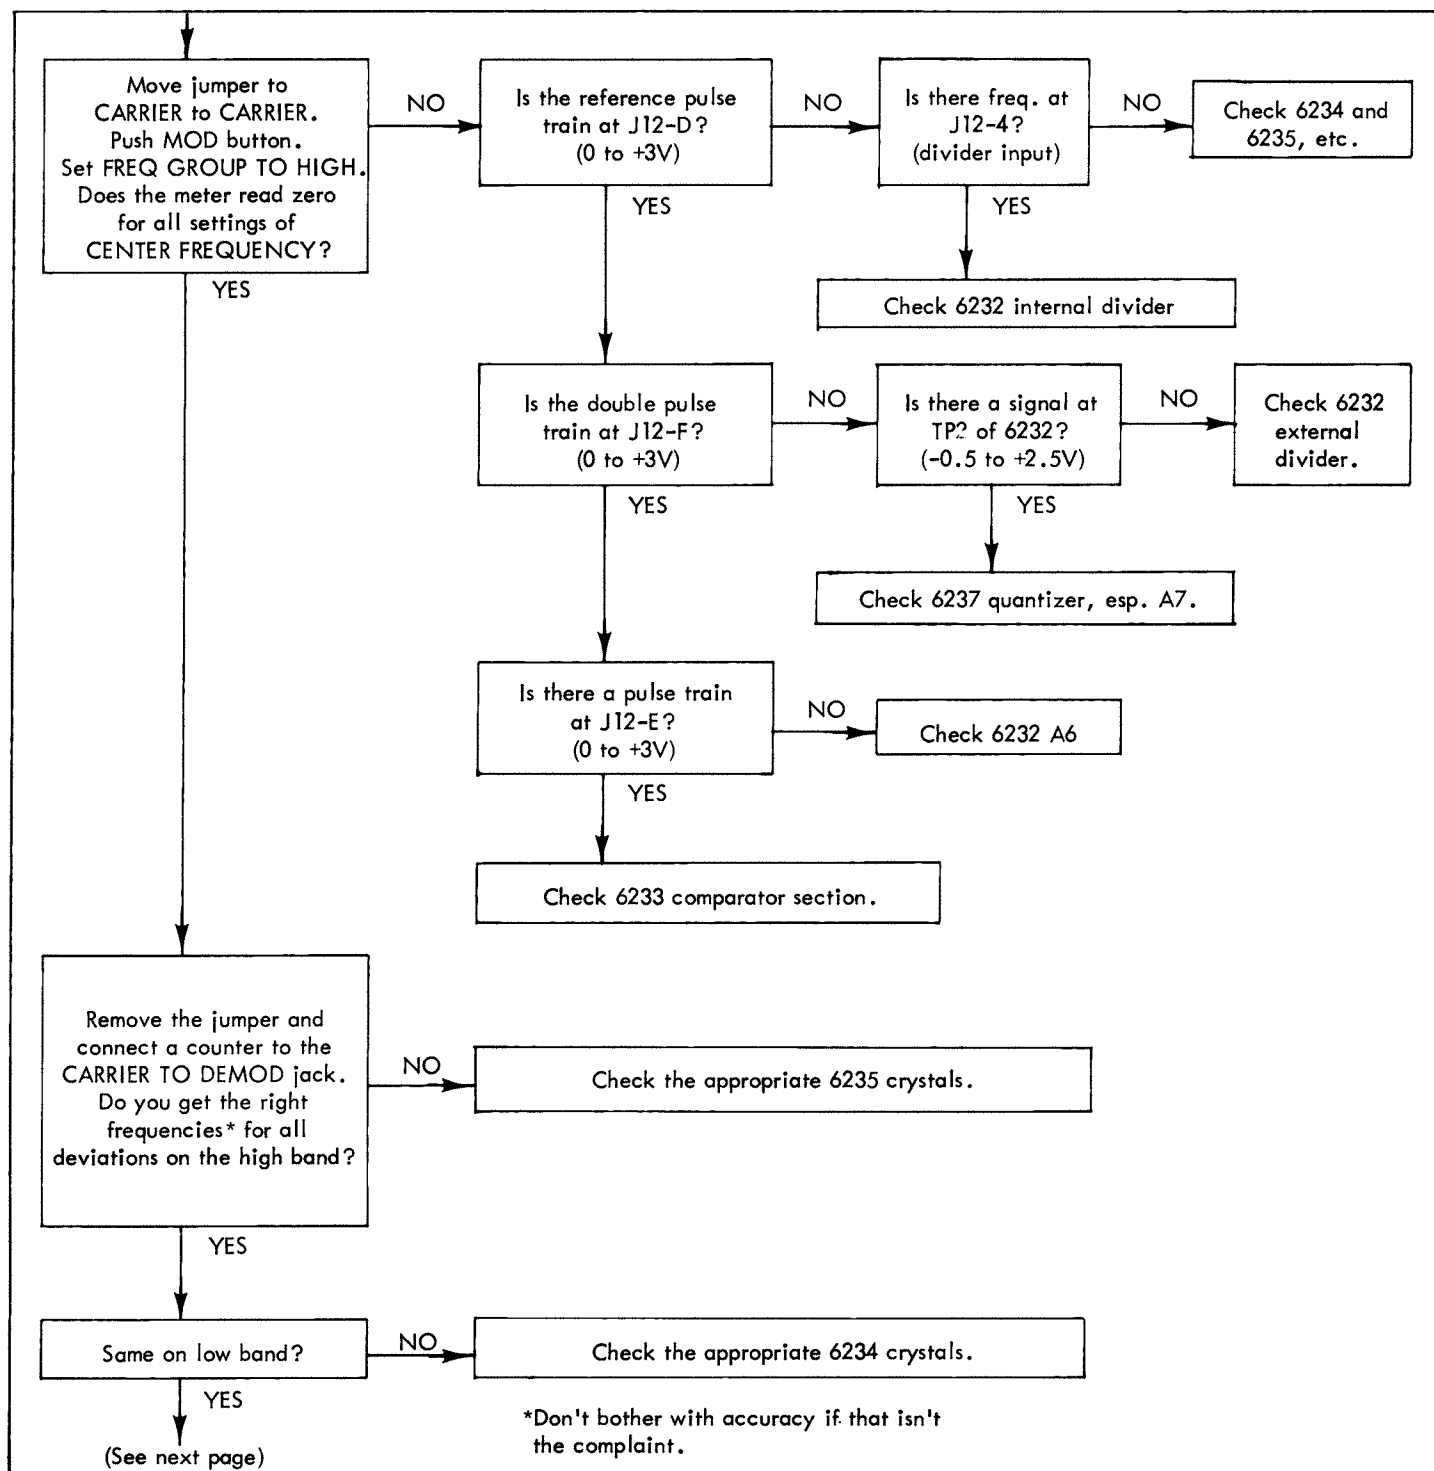 Move jumper to
CARRIER to CARRIER.
Push MOD button.
Set FREQ GROUP TO HIGH.
Does the meter read zero
for all settings of
CENTER FREQUENCY?
NO
Is the reference pulse
train at J12-D?
(0 to +3V)
NO
Is there freq. at
J12-4?
(divider input)
NO
Check 6234 and
6235, etc.
YES
YES
YES
Check 6232 internal divider
Is the double pulse
train at J12-F?
(0 to +3V)
NO
Is there a signal at
TP2 of 6232?
(-0.5 to +2.5V)
NO
Check 6232
external
divider.
YES
YES
Check 6237 quantizer, esp. A7.
Is there a pulse train
at J12-E?
(0 to +3V)
NO
Check 6232 A6
YES
Check 6233 comparator section.
Remove the jumper and
connect a counter to the
CARRIER TO DEMOD jack.
Do you get the right
frequencies* for all
deviations on the high band?
NO
Check the appropriate 6235 crystals.
YES
Same on low band?
NO
Check the appropriate 6234 crystals.
YES
(See next page)
*Don't bother with accuracy if that isn't
the complaint.